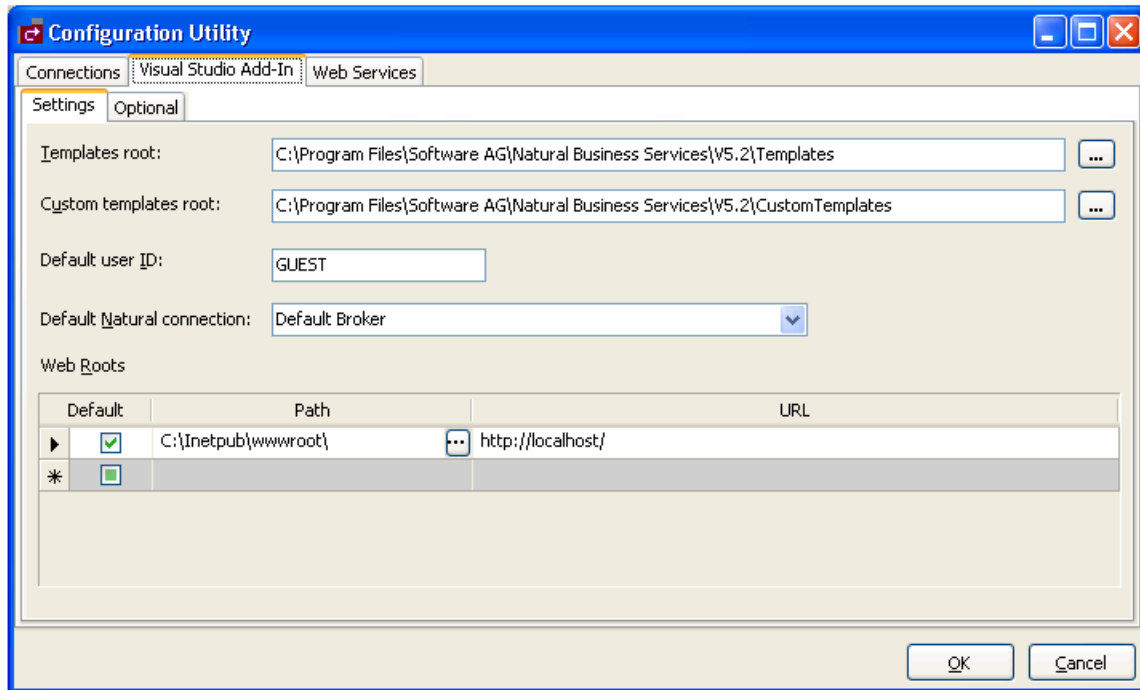 Configuration Utility
Connections Visual Studio Add-In Web Services
Settings Optional
Templates root: C:\Program Files\Software AG\Natural Business Services\V5.2\Templates ...
Custom templates root: C:\Program Files\Software AG\Natural Business Services\V5.2\CustomTemplates ...
Default user ID: GUEST
Default Natural connection: Default Broker
Web Roots
Default Path URL
C:\Inetpub\wwwroot\ ... http://localhost/
OK Cancel